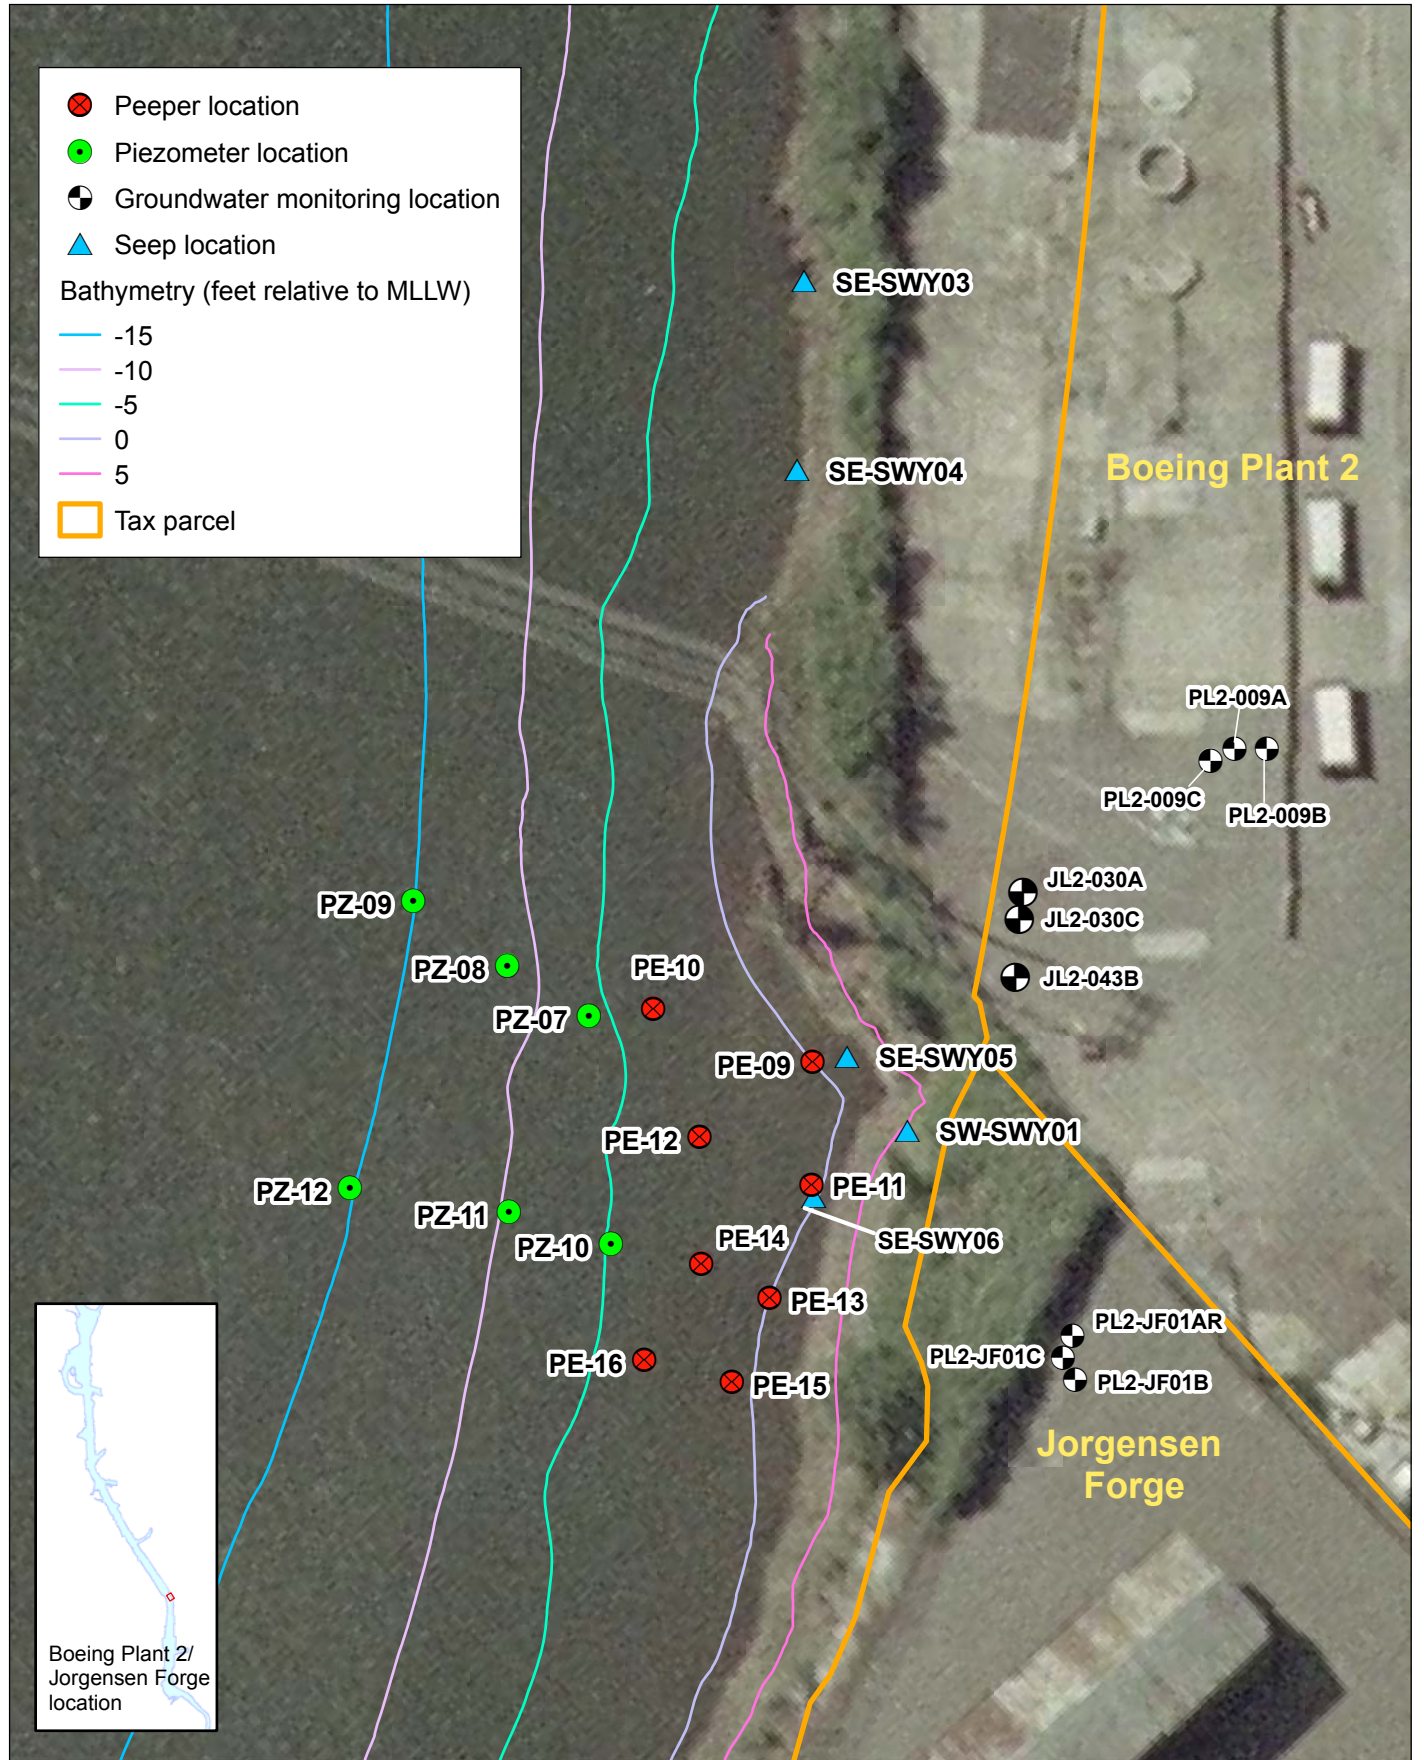 Peeper location
Piezometer location
Groundwater monitoring location
Seep location
Bathymetry (feet relative to MLLW)
-15
-10
-5
0
5
Tax parcel
SE-SWY03
SE-SWY04
Boeing Plant 2
PL2-009A
PL2-009C
PL2-009B
JL2-030A
PZ-09
JL2-030C
PZ-08
PE-10
JL2-043B
PZ-07
PE-09
SE-SWY05
PE-12
SW-SWY01
PZ-12
PE-11
PZ-11
PZ-10
PE-14
SE-SWY06
PE-13
PL2-JF01AR
PE-16
PL2-JF01C
PE-15
PL2-JF01B
Jorgensen
Forge
Boeing Plant 2/
Jorgensen Forge
location